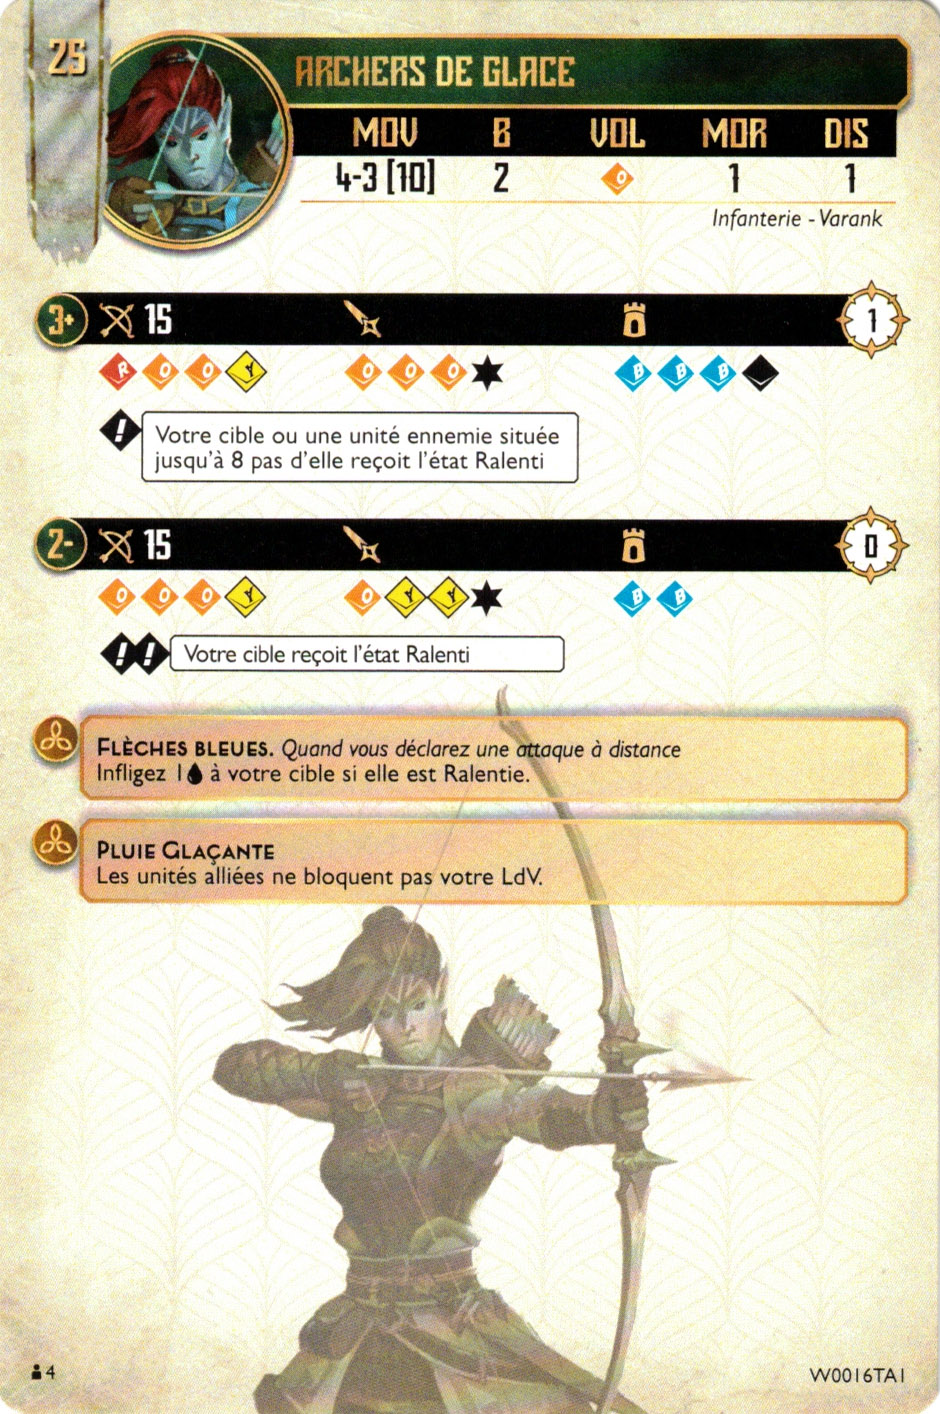 25
ARCHERS DE GLACE
MOV B VOL MOR DIS
4-3 [10] 2 O 1 1
Infanterie - Varank
3+ 15 1
R O O Y O O O B B B
! Votre cible ou une unité ennemie située
jusqu'à 8 pas d'elle reçoit l'état Ralenti
2- 15 0
O O O Y O Y Y B B
! ! Votre cible reçoit l'état Ralenti
FLÈCHES BLEUES. Quand vous déclarez une attaque à distance
Infligez 1 à votre cible si elle est Ralentie.
PLUIE GLAÇANTE
Les unités alliées ne bloquent pas votre LdV.
4
W0016TA1